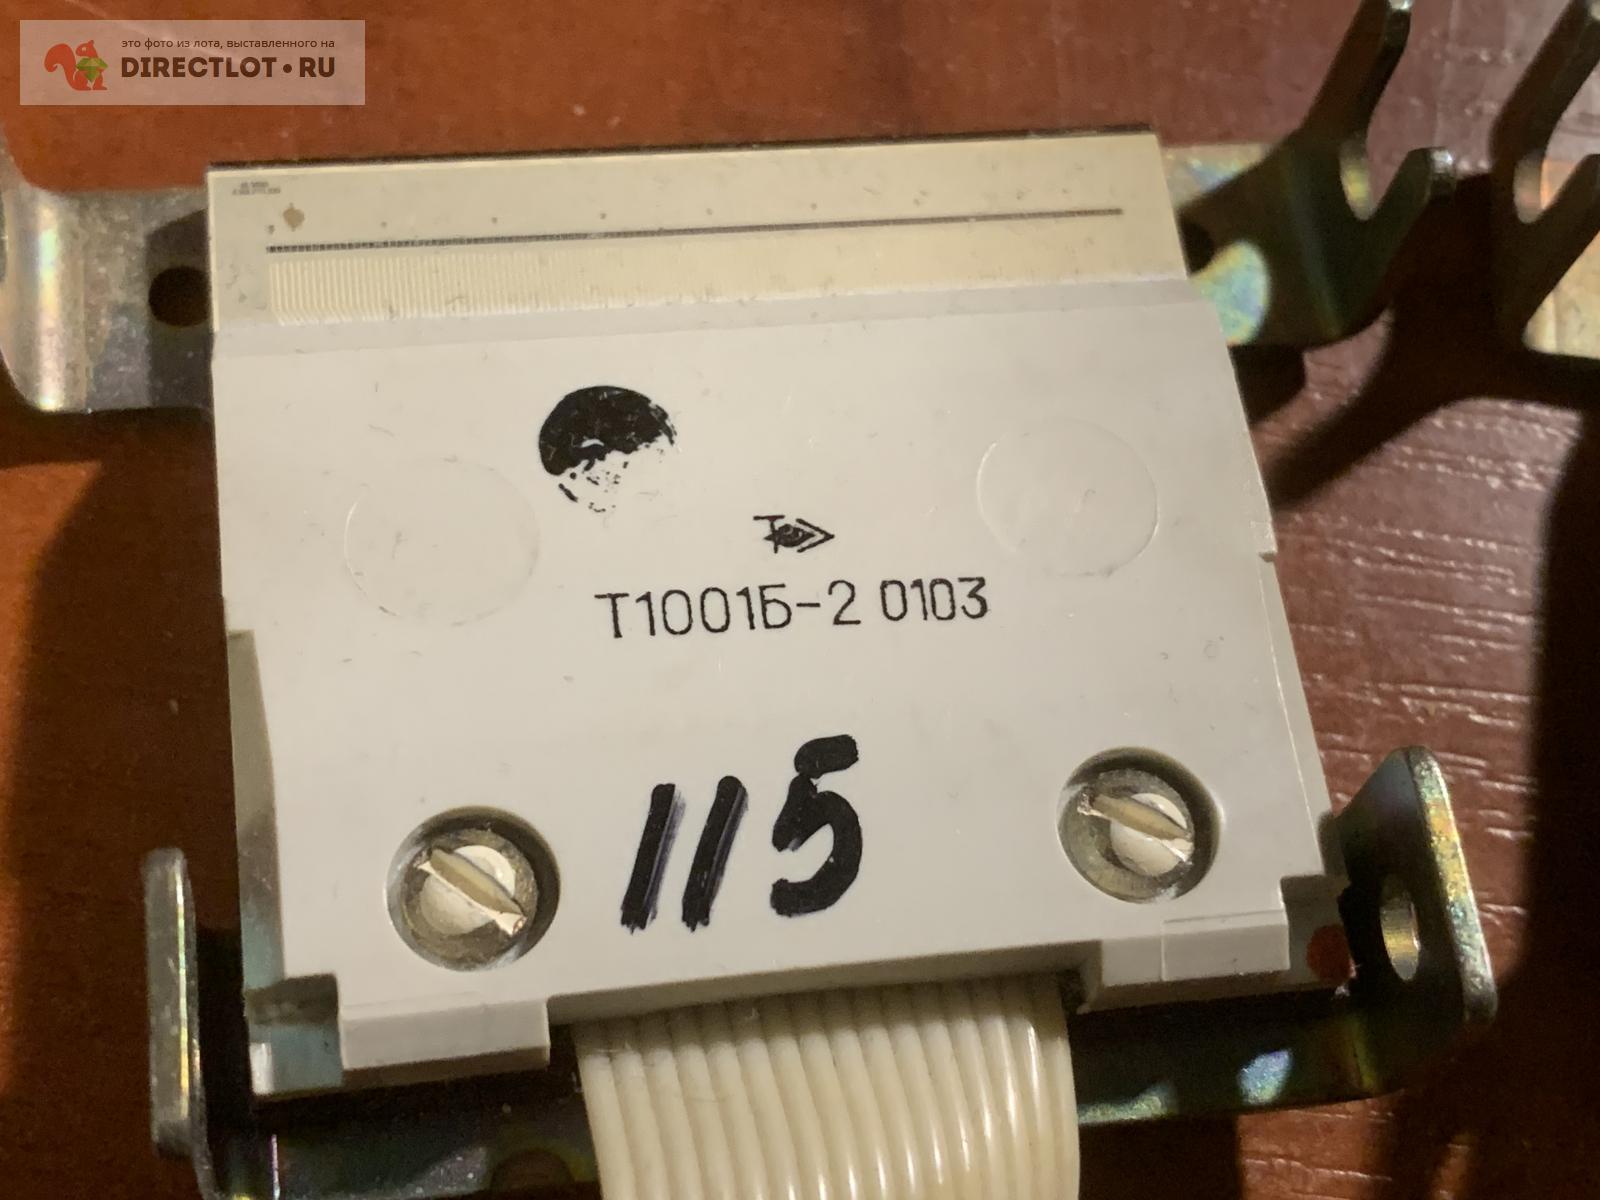 это фото из лота, выставленного на
DIRECTLOT•RU
Т1001Б-2 0103
115